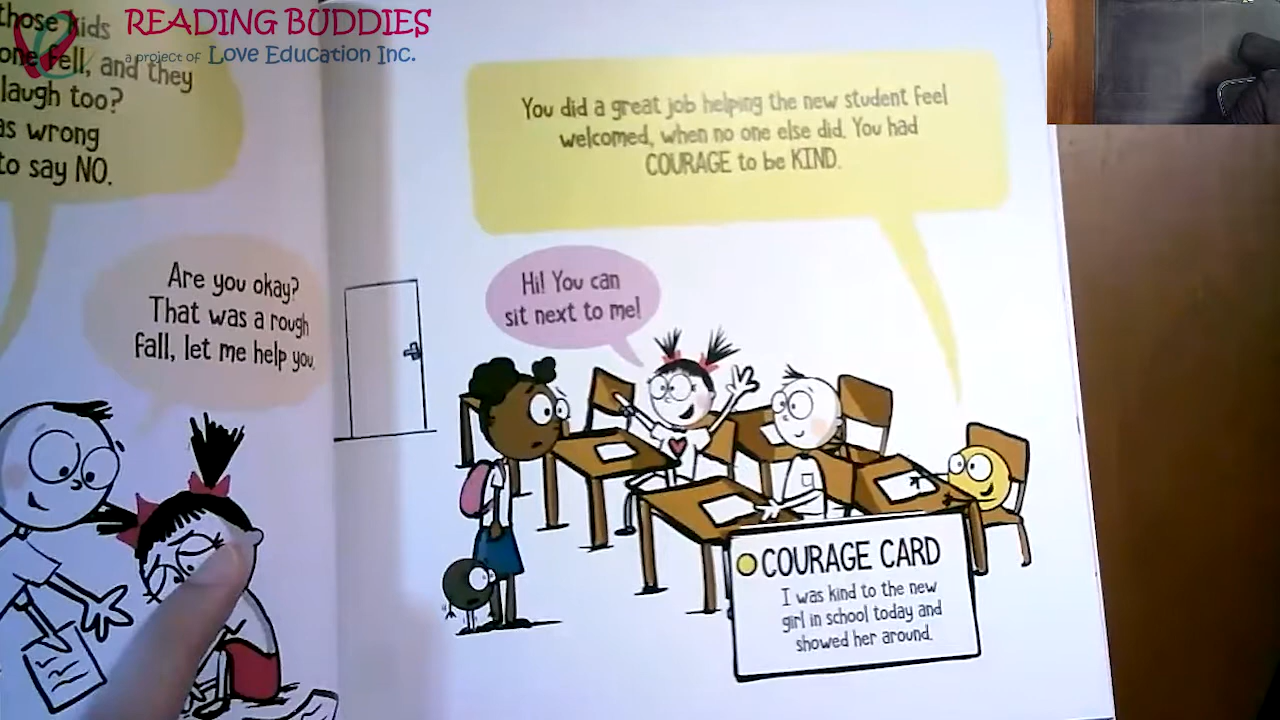 READING BUDDIES
a project of Love Education Inc.
those kids
one fell, and they
laugh too?
as wrong
to say NO.
Are you okay?
That was a rough
fall, let me help you.
You did a great job helping the new student feel
welcomed, when no one else did. You had
COURAGE to be KIND.
Hi! You can
sit next to me!
COURAGE CARD
I was kind to the new
girl in school today and
showed her around.